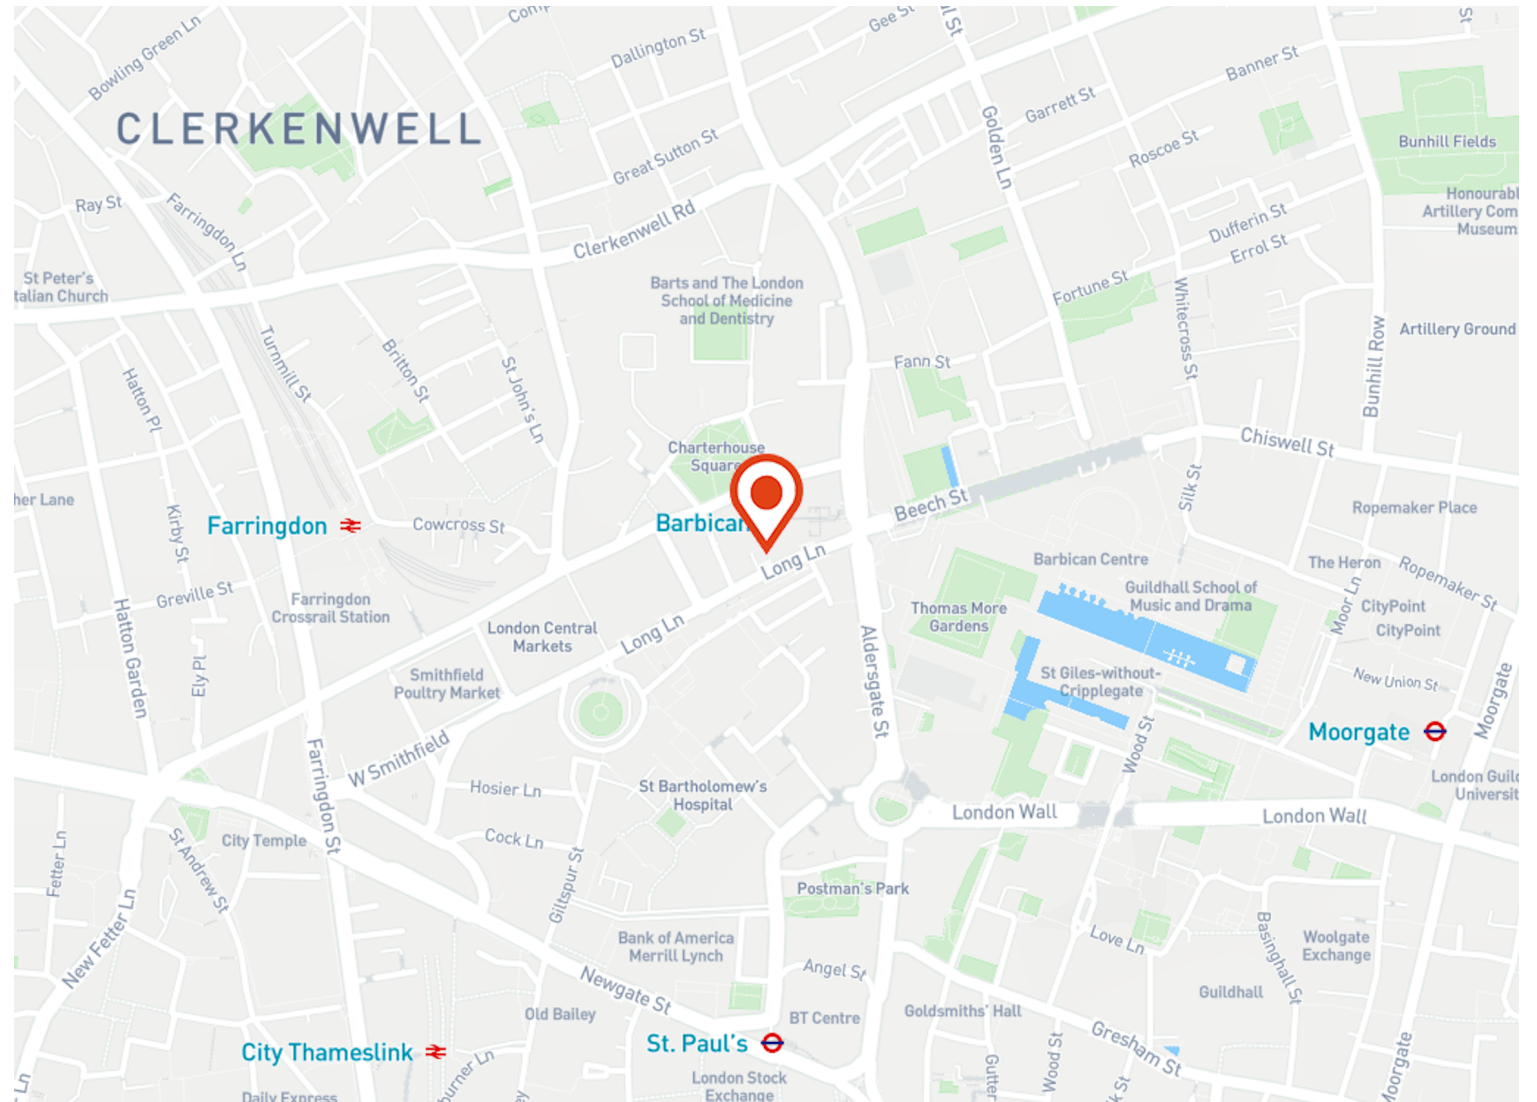 Bowling Green Ln
Dallington St
Gee St
St
Banner St
CLERKENWELL
Garrett St
Golden Ln
Bunhill Fields
Great Sutton St
Roscoe St
Ray St
Farringdon Ln
Clerkenwell Rd
Dufferin St
Errol St
Museum
St Peter's
Barts and The London
School of Medicine
and Dentistry
Fortune St
Whitecross St
Artillery Ground
Turnmill St
Britton St
St John's Ln
Hatton Pl
Fann St
Bunhill Row
Charterhouse
Square
Chiswell St
Silk St
Beech St
Kirby St
Farringdon
Cowcross St
Barbican
Long Ln
Ropemaker Place
Barbican Centre
The Heron
Ropemaker St
Greville St
Farringdon
Crossrail Station
Guildhall School of
Music and Drama
Thomas More
Gardens
Moor Ln
CityPoint
CityPoint
Hatton Garden
London Central
Markets
Long Ln
Aldersgate St
Ely Pl
Smithfield
Poultry Market
St Giles-without-
Cripplegate
New Union St
Moorgate
Moorgate
Wood St
W Smithfield
Farringdon St
Hosier Ln
St Bartholomew's
Hospital
London Wall
London Wall
Cock Ln
City Temple
Fetter Ln
St Andrew St
Giltspur St
Postman's Park
New Fetter Ln
Bank of America
Merrill Lynch
Love Ln
Basinghall St
Woolgate
Exchange
Angel St
Newgate St
Old Bailey
BT Centre
Goldsmiths' Hall
Guildhall
City Thameslink
St. Paul's
Gresham St
Wood St
Gutter
Moorgate
London Stock
Exchange
Daily Express